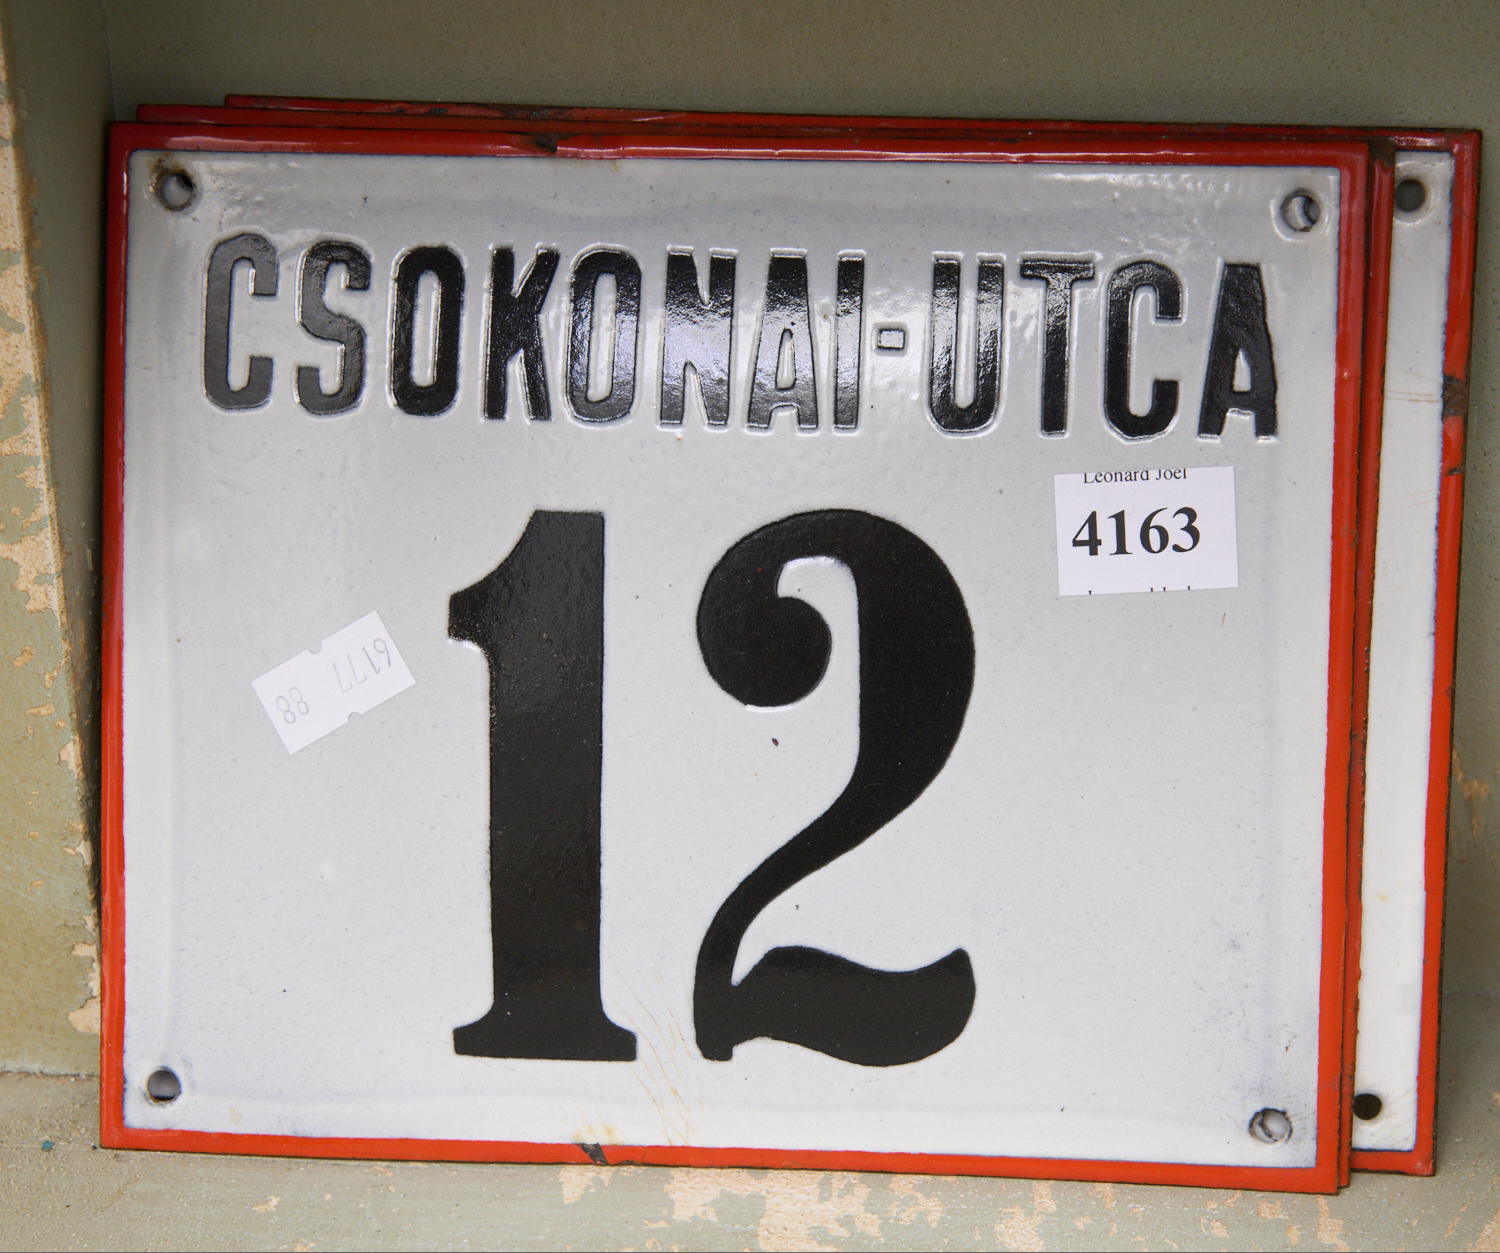 CSOKONAI-UTCA
12
Leonard Joel
4163
6177 88